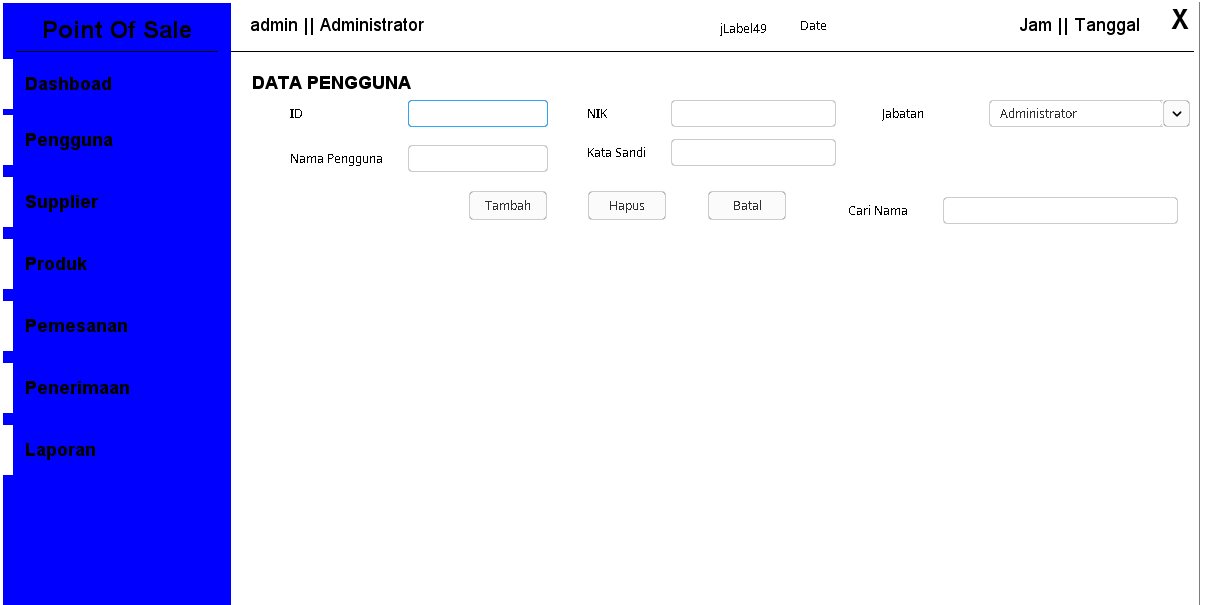 Point Of Sale
admin || Administrator
jLabel49
Date
Jam || Tanggal
X
Dashboad
Pengguna
Supplier
Produk
Pemesanan
Penerimaan
Laporan
DATA PENGGUNA
ID
NIK
Jabatan
Administrator
Nama Pengguna
Kata Sandi
Tambah
Hapus
Batal
Cari Nama